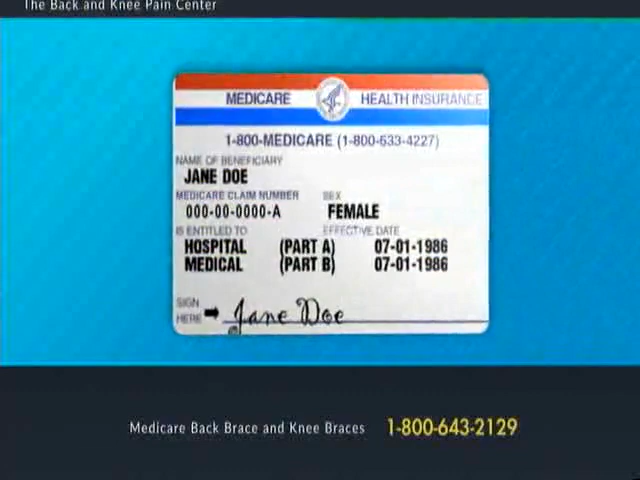 The Back and Knee Pain Center
MEDICARE HEALTH INSURANCE
1-800-MEDICARE (1-800-633-4227)
NAME OF BENEFICIARY
JANE DOE
MEDICARE CLAIM NUMBER SEX
000-00-0000-A FEMALE
IS ENTITLED TO EFFECTIVE DATE
HOSPITAL (PART A) 07-01-1986
MEDICAL (PART B) 07-01-1986
SIGN
HERE Jane Doe
Medicare Back Brace and Knee Braces 1-800-643-2129